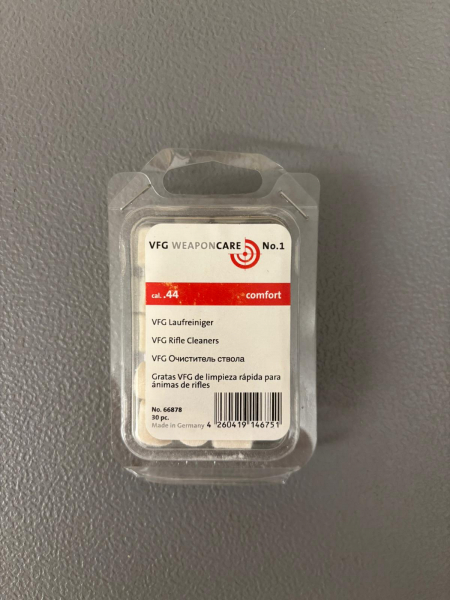 VFG WEAPONCARE No.1
cal. .44 comfort
VFG Laufreiniger
VFG Rifle Cleaners
VFG Очиститель ствола
Gratas VFG de limpieza rápida para
ánimas de rifles
No. 66878
30 pc.
Made in Germany 4 260419 146751